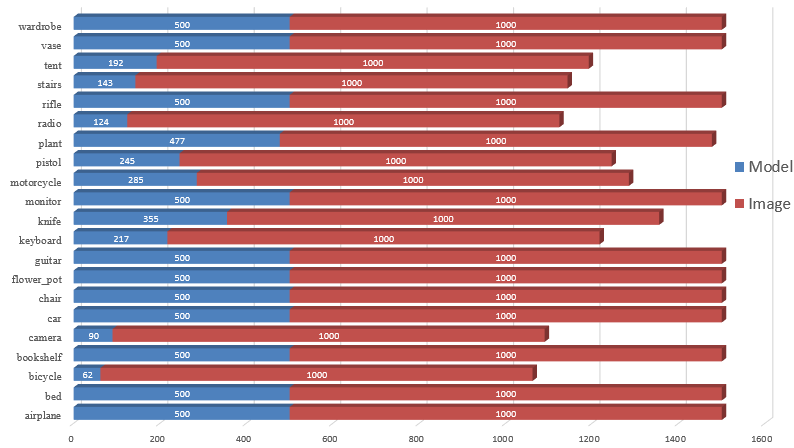 wardrobe 500 1000
vase 500 1000
tent 192 1000
stairs 143 1000
rifle 500 1000
radio 124 1000
plant 477 1000
pistol 245 1000
Model
motorcycle 285 1000
monitor 500 1000
Image
knife 355 1000
keyboard 217 1000
guitar 500 1000
flower_pot 500 1000
chair 500 1000
car 500 1000
camera 90 1000
bookshelf 500 1000
bicycle 62 1000
bed 500 1000
airplane 500 1000
0 200 400 600 800 1000 1200 1400 1600